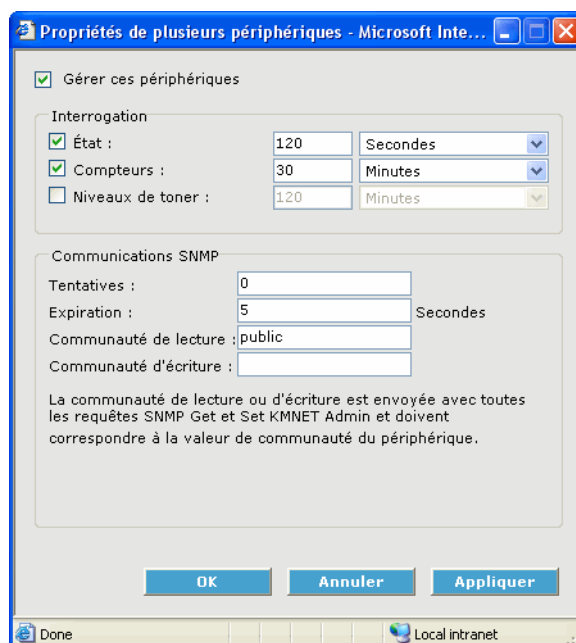 Propriétés de plusieurs périphériques - Microsoft Inte...
Gérer ces périphériques
Interrogation
État : 120 Secondes
Compteurs : 30 Minutes
Niveaux de toner : 120 Minutes
Communications SNMP
Tentatives : 0
Expiration : 5 Secondes
Communauté de lecture : public
Communauté d'écriture :
La communauté de lecture ou d'écriture est envoyée avec toutes
les requêtes SNMP Get et Set KMNET Admin et doivent
correspondre à la valeur de communauté du périphérique.
OK Annuler Appliquer
Done Local intranet